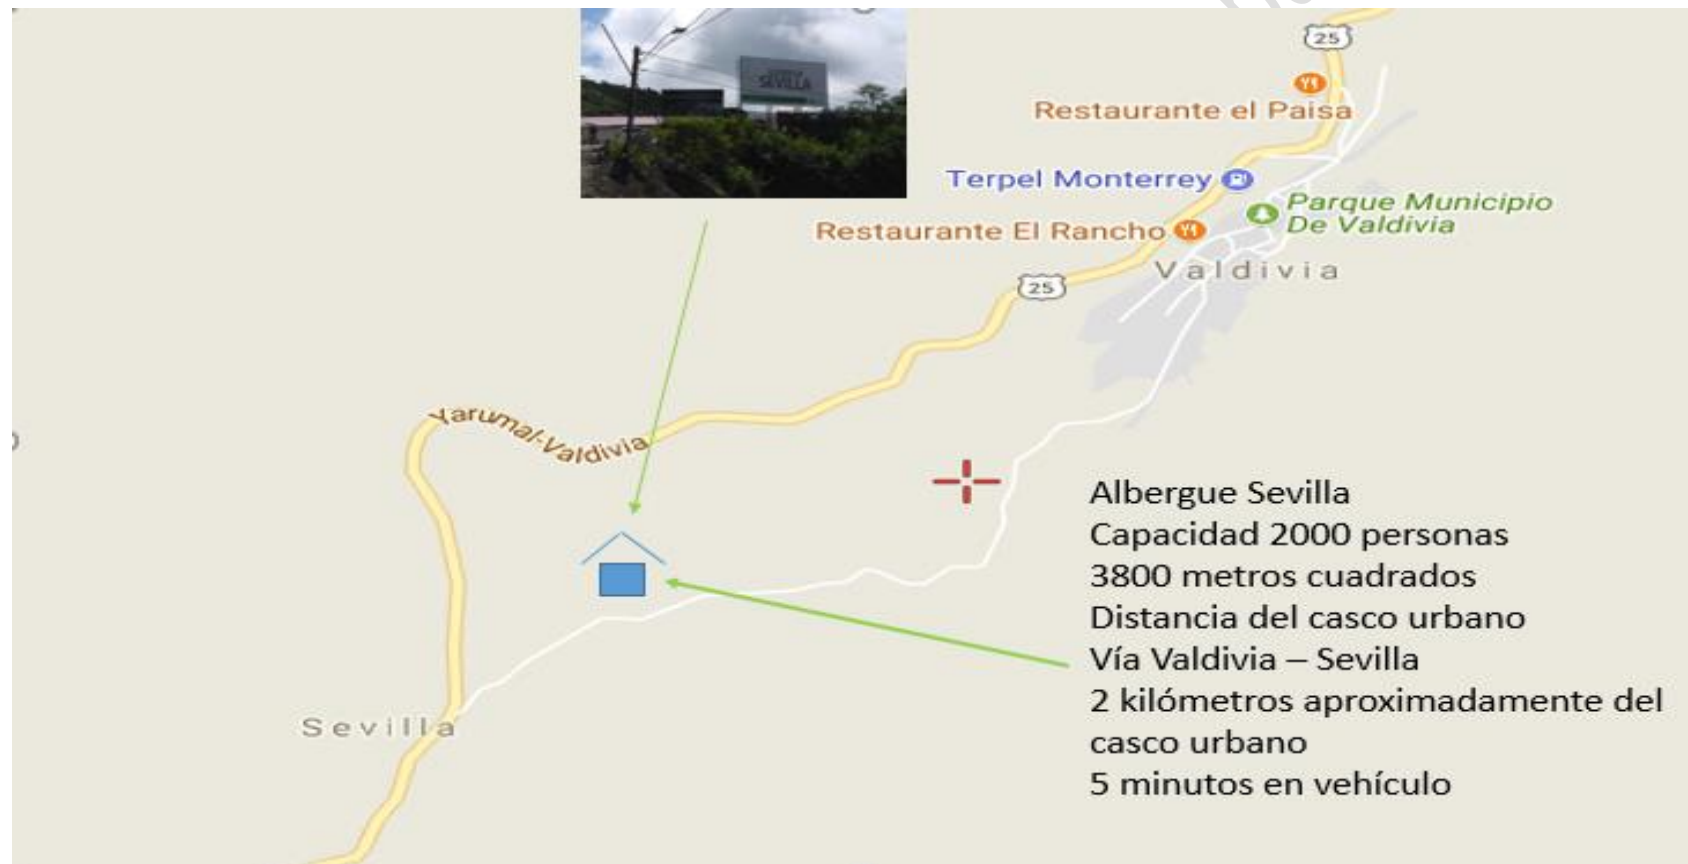 SEVILLA
25
Restaurante el Paisa
Terpel Monterrey
Parque Municipio
De Valdivia
Restaurante El Rancho
Valdivia
25
Yarumal-Valdivia
Albergue Sevilla
Capacidad 2000 personas
3800 metros cuadrados
Distancia del casco urbano
Vía Valdivia – Sevilla
2 kilómetros aproximadamente del
casco urbano
5 minutos en vehículo
Sevilla